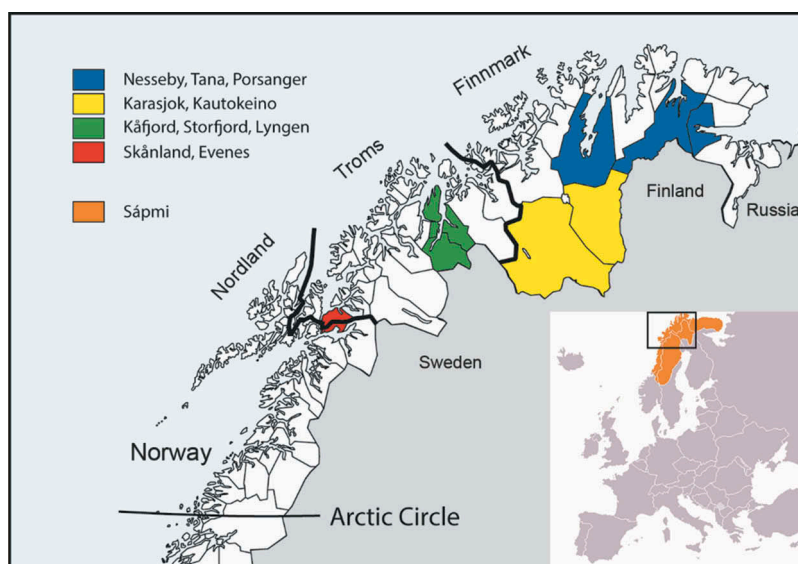 Nesseby, Tana, Porsanger
Karasjok, Kautokeino
Kåfjord, Storfjord, Lyngen
Skånland, Evenes
Sápmi
Finnmark
Troms
Nordland
Finland
Russia
Sweden
Norway
Arctic Circle